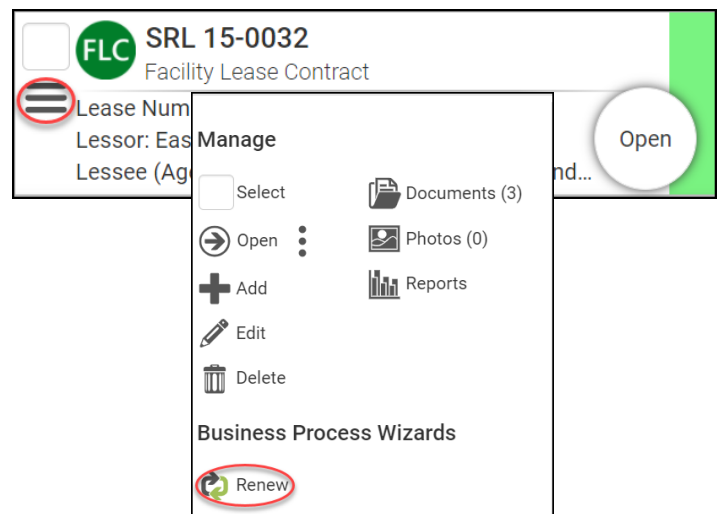 FLC
SRL 15-0032
Facility Lease Contract
Lease Num
Lessor: Eas
Lessee (Ag
nd...
Open
Manage
Select
Documents (3)
Open
Photos (0)
Add
Reports
Edit
Delete
Business Process Wizards
Renew